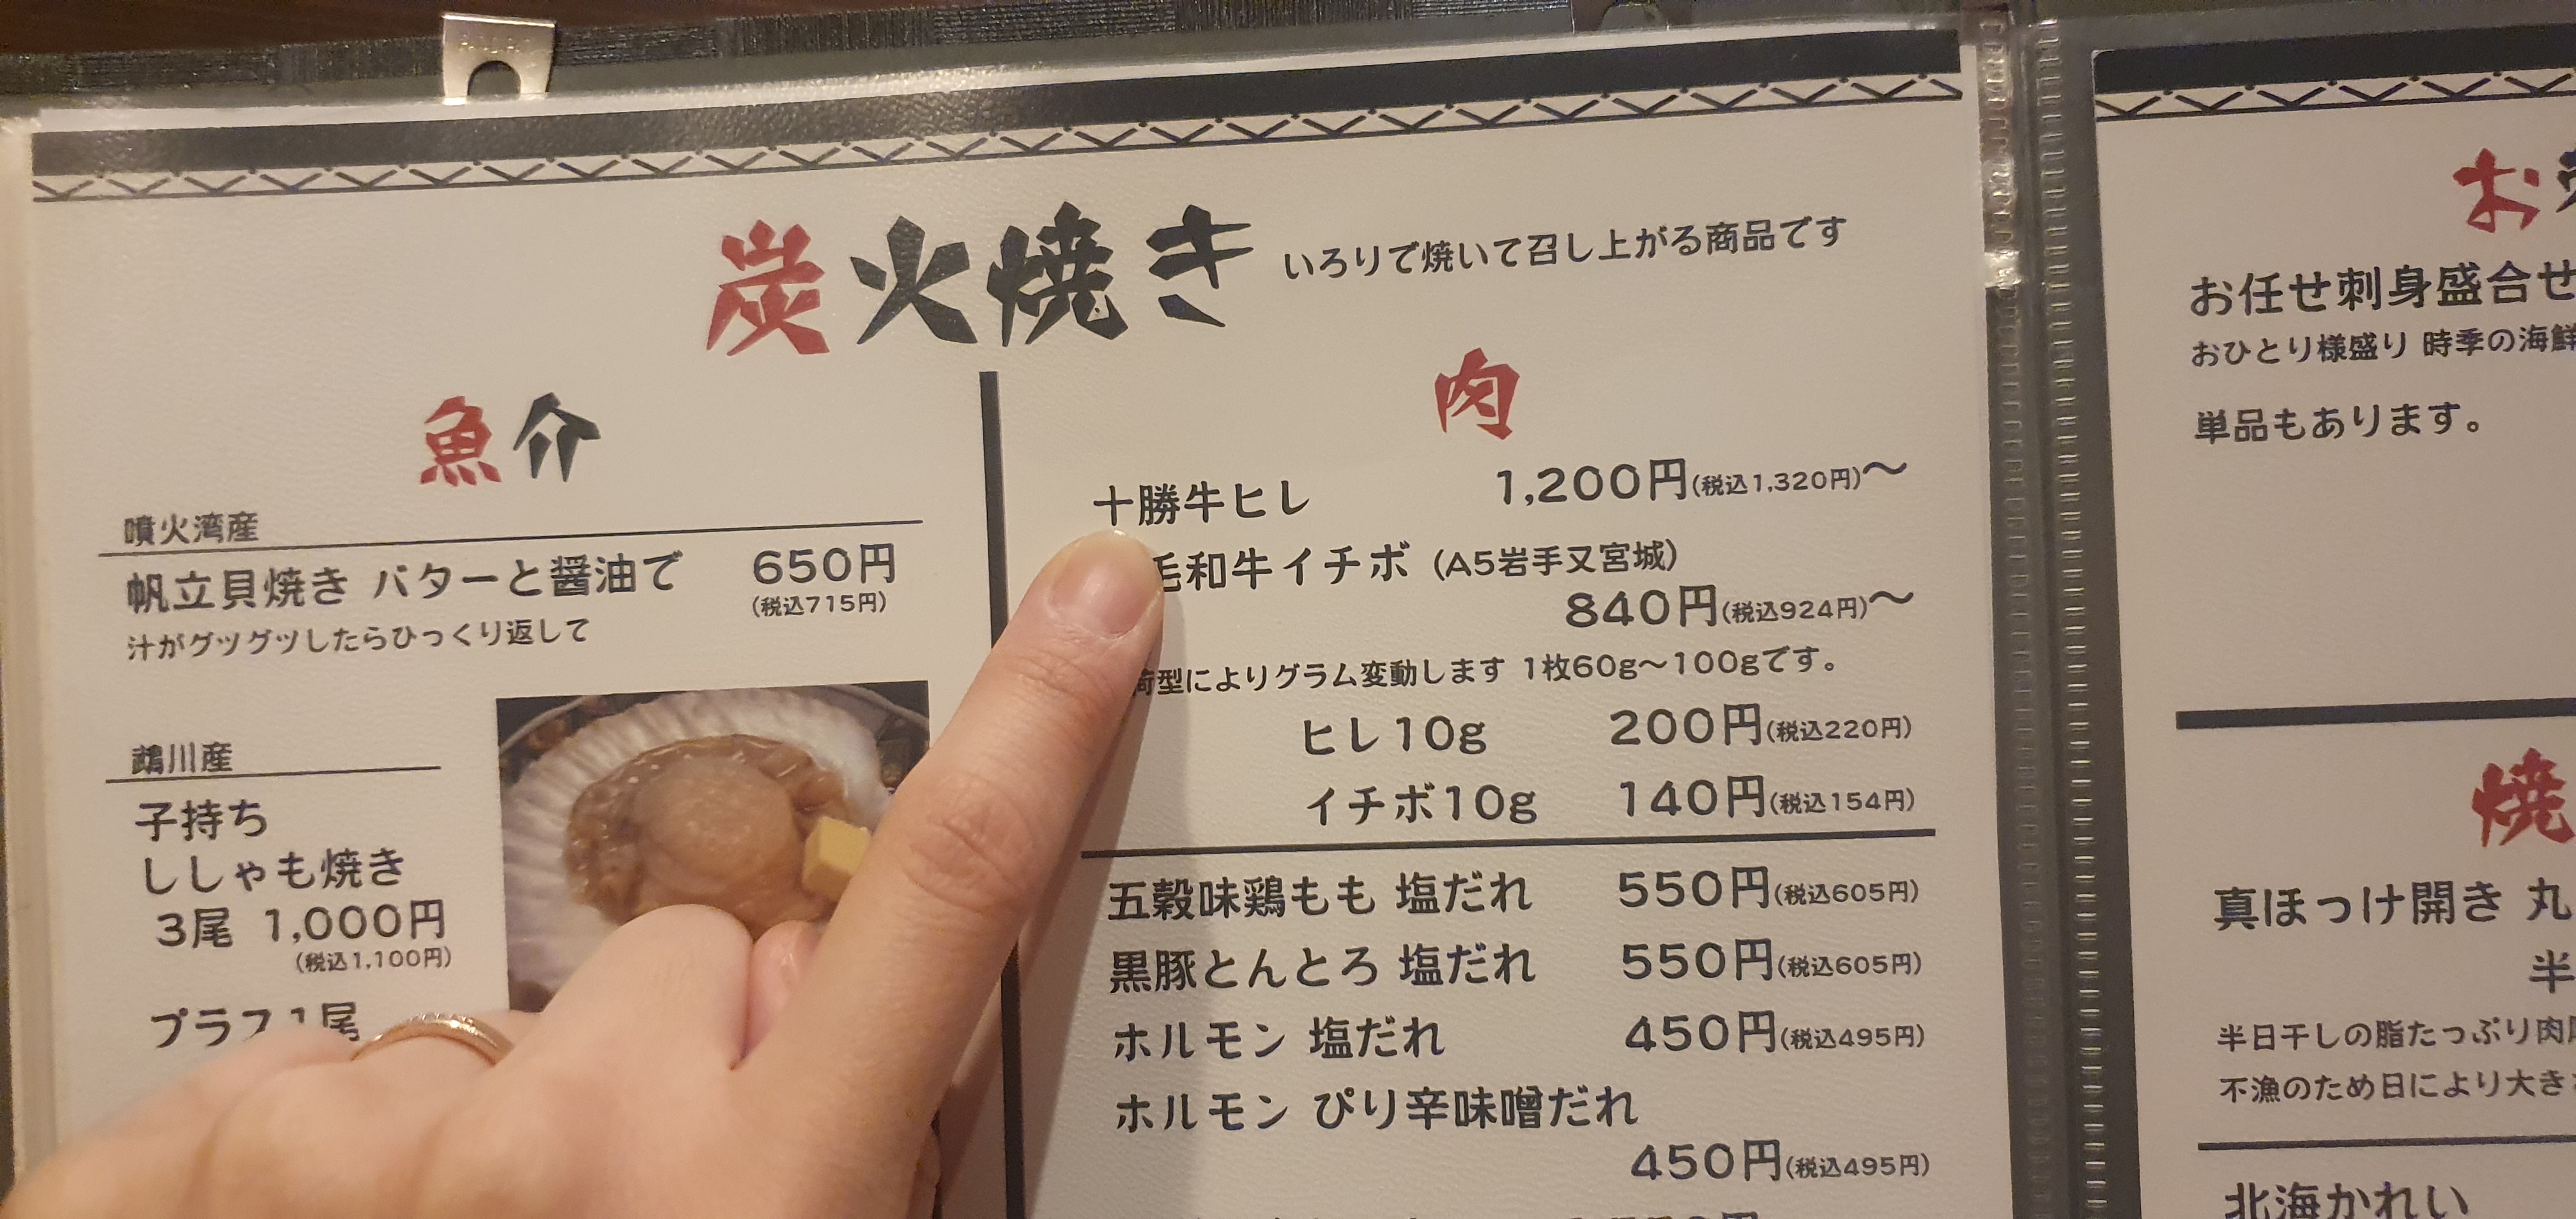 炭火焼き いろりで焼いて召し上がる商品です
魚介
噴火湾産
帆立貝焼き バターと醤油で 650円
(税込715円)
汁がグツグツしたらひっくり返して
鵡川産
子持ち
ししゃも焼き
3尾 1,000円
(税込1,100円)
プラス1尾
肉
十勝牛ヒレ 1,200円(税込1,320円)～
毛和牛イチボ (A5岩手又宮城)
840円(税込924円)～
荷型によりグラム変動します 1枚60g～100gです。
ヒレ10g 200円(税込220円)
イチボ10g 140円(税込154円)
五穀味鶏もも 塩だれ 550円(税込605円)
黒豚とんとろ 塩だれ 550円(税込605円)
ホルモン 塩だれ 450円(税込495円)
ホルモン ぴり辛味噌だれ
450円(税込495円)
お
お任せ刺身盛合せ
おひとり様盛り 時季の海鮮
単品もあります。
焼
真ほっけ開き 丸
半
半日干しの脂たっぷり肉
不漁のため日により大き
北海かれい